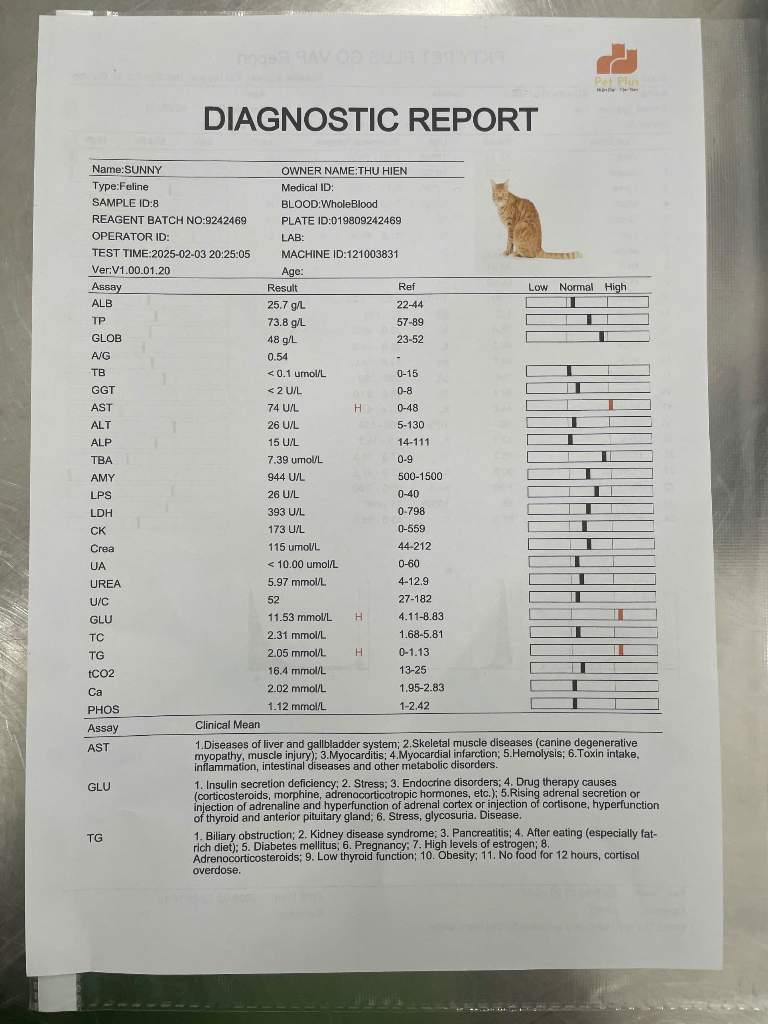 Pet Plus
DIAGNOSTIC REPORT
Name:SUNNY OWNER NAME:THU HIEN
Type:Feline Medical ID:
SAMPLE ID:8 BLOOD:WholeBlood
REAGENT BATCH NO:9242469 PLATE ID:019809242469
OPERATOR ID: LAB:
TEST TIME:2025-02-03 20:25:05 MACHINE ID:121003831
Ver:V1.00.01.20 Age:
Assay Result Ref Low Normal High
ALB 25.7 g/L 22-44
TP 73.8 g/L 57-89
GLOB 48 g/L 23-52
A/G 0.54 -
TB < 0.1 umol/L 0-15
GGT < 2 U/L 0-8
AST 74 U/L H 0-48
ALT 26 U/L 5-130
ALP 15 U/L 14-111
TBA 7.39 umol/L 0-9
AMY 944 U/L 500-1500
LPS 26 U/L 0-40
LDH 393 U/L 0-798
CK 173 U/L 0-559
Crea 115 umol/L 44-212
UA < 10.00 umol/L 0-60
UREA 5.97 mmol/L 4-12.9
U/C 52 27-182
GLU 11.53 mmol/L H 4.11-8.83
TC 2.31 mmol/L 1.68-5.81
TG 2.05 mmol/L H 0-1.13
tCO2 16.4 mmol/L 13-25
Ca 2.02 mmol/L 1.95-2.83
PHOS 1.12 mmol/L 1-2.42
Assay Clinical Mean
AST 1.Diseases of liver and gallbladder system; 2.Skeletal muscle diseases (canine degenerative
myopathy, muscle injury); 3.Myocarditis; 4.Myocardial infarction; 5.Hemolysis; 6.Toxin intake,
inflammation, intestinal diseases and other metabolic disorders.
GLU 1. Insulin secretion deficiency; 2. Stress; 3. Endocrine disorders; 4. Drug therapy causes
(corticosteroids, morphine, adrenocorticotropic hormones, etc.); 5.Rising adrenal secretion or
injection of adrenaline and hyperfunction of adrenal cortex or injection of cortisone, hyperfunction
of thyroid and anterior pituitary gland; 6. Stress, glycosuria. Disease.
TG 1. Biliary obstruction; 2. Kidney disease syndrome; 3. Pancreatitis; 4. After eating (especially fat-
rich diet); 5. Diabetes mellitus; 6. Pregnancy; 7. High levels of estrogen; 8.
Adrenocorticosteroids; 9. Low thyroid function; 10. Obesity; 11. No food for 12 hours, cortisol
overdose.